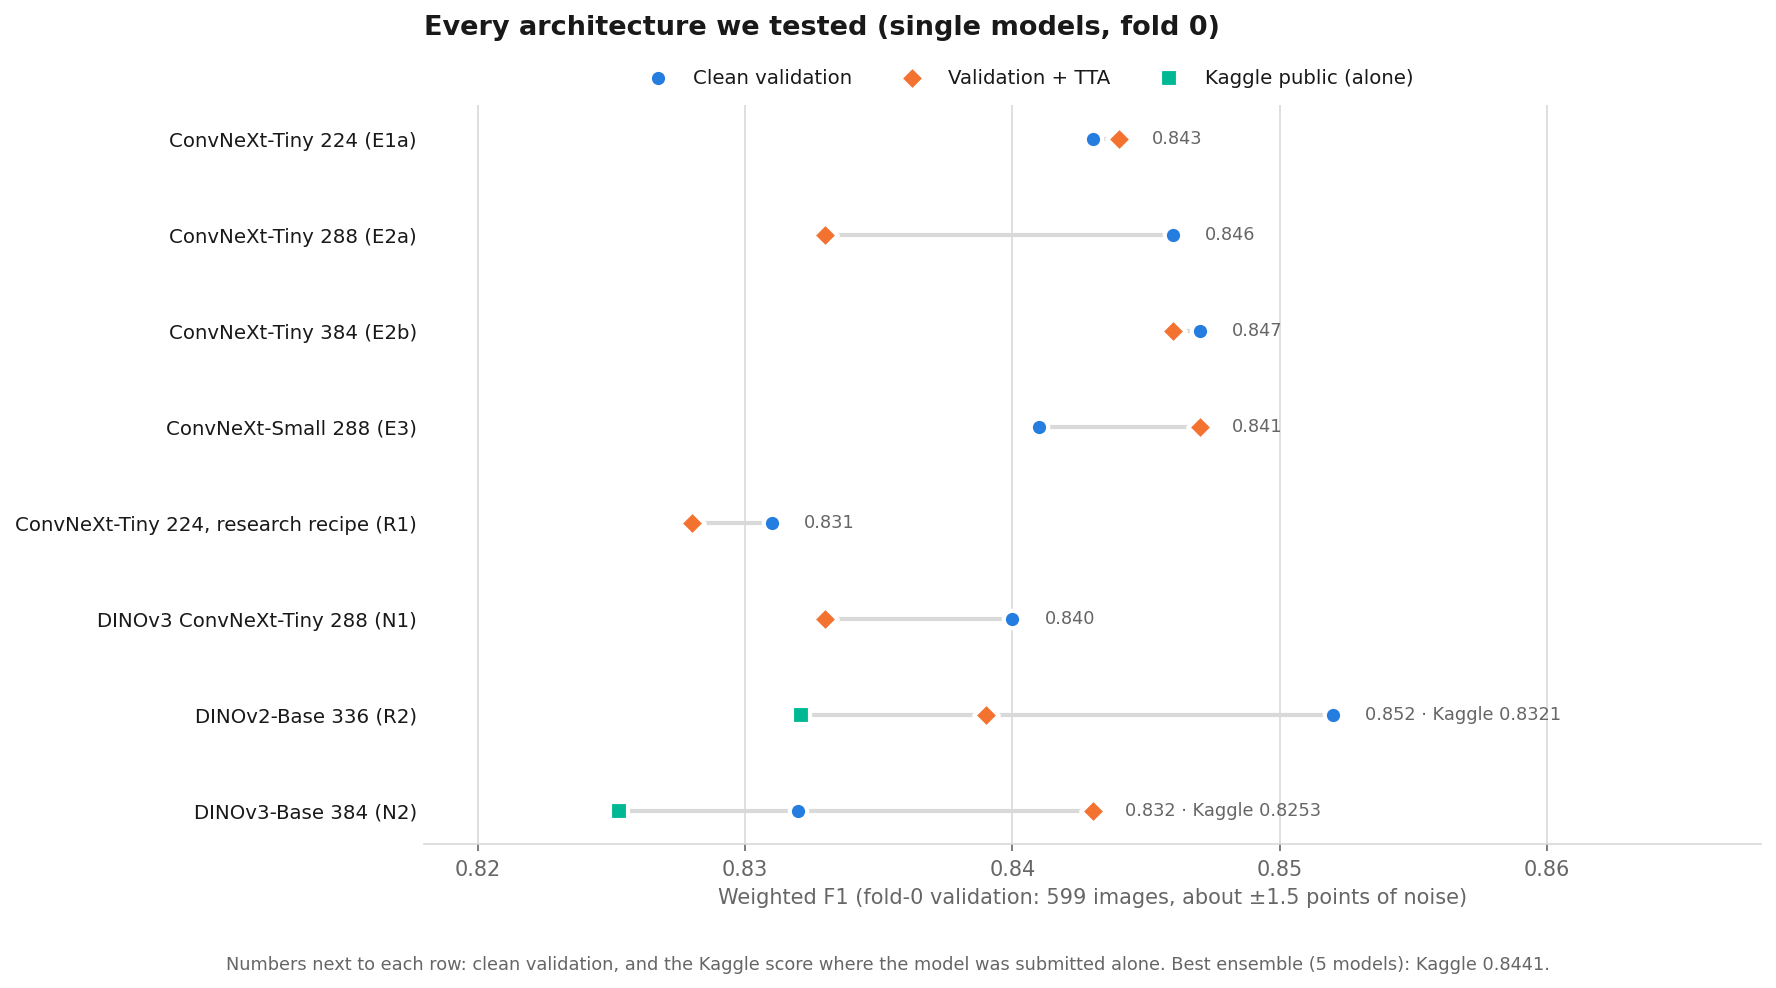 Every architecture we tested (single models, fold 0)
Clean validation
Validation + TTA
Kaggle public (alone)
ConvNeXt-Tiny 224 (E1a)
0.843
ConvNeXt-Tiny 288 (E2a)
0.846
ConvNeXt-Tiny 384 (E2b)
0.847
ConvNeXt-Small 288 (E3)
0.841
ConvNeXt-Tiny 224, research recipe (R1)
0.831
DINOv3 ConvNeXt-Tiny 288 (N1)
0.840
DINOv2-Base 336 (R2)
0.852 · Kaggle 0.8321
DINOv3-Base 384 (N2)
0.832 · Kaggle 0.8253
0.82
0.83
0.84
0.85
0.86
Weighted F1 (fold-0 validation: 599 images, about ±1.5 points of noise)
Numbers next to each row: clean validation, and the Kaggle score where the model was submitted alone. Best ensemble (5 models): Kaggle 0.8441.